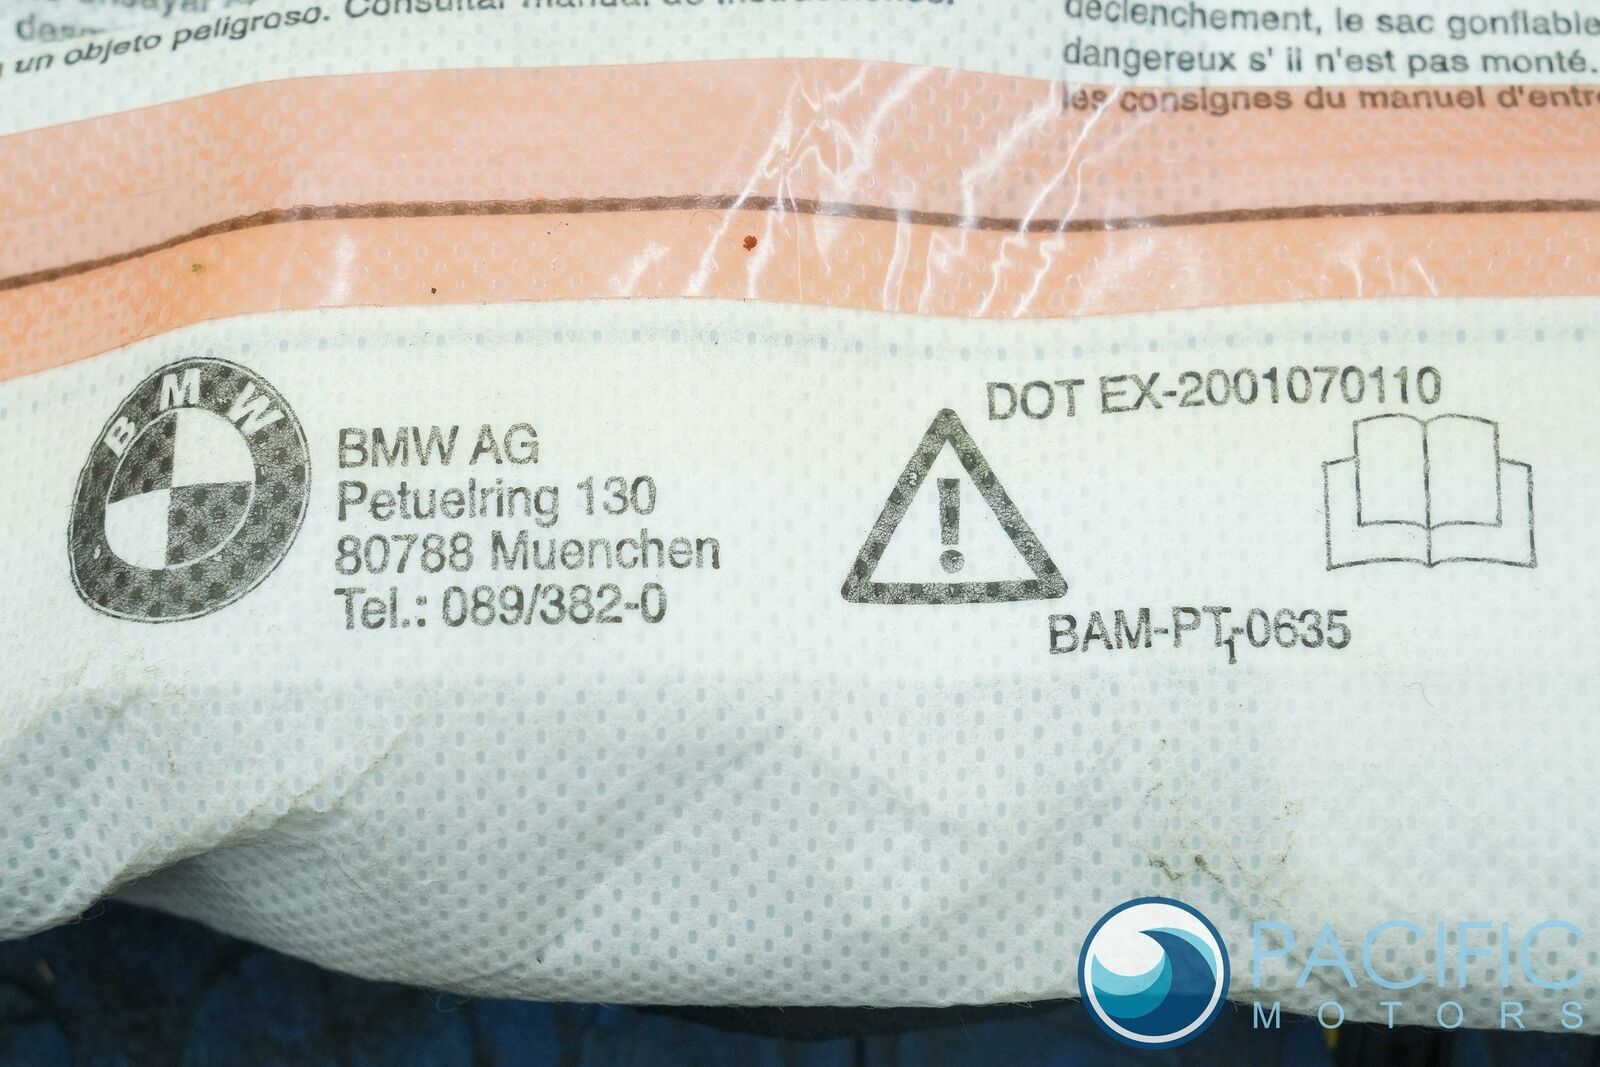 un objeto peligroso. Consultar manual de instrucciones.
déclenchement, le sac gonflable
dangereux s' il n'est pas monté.
les consignes du manuel d'entre
BMW
BMW AG
Petuelring 130
80788 Muenchen
Tel.: 089/382-0
DOT EX-2001070110
!
BAM-PT1-0635
PACIFIC
MOTORS